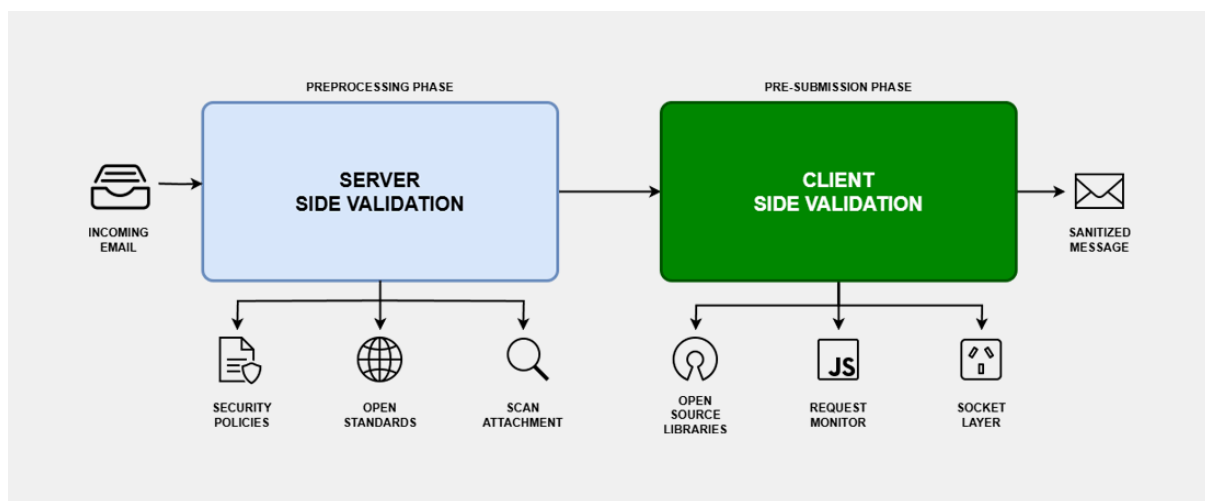 PREPROCESSING PHASE
PRE-SUBMISSION PHASE
SERVER
SIDE VALIDATION
CLIENT
SIDE VALIDATION
INCOMING
EMAIL
SANITIZED
MESSAGE
SECURITY
POLICIES
OPEN
STANDARDS
SCAN
ATTACHMENT
OPEN
SOURCE
LIBRARIES
JS
REQUEST
MONITOR
SOCKET
LAYER